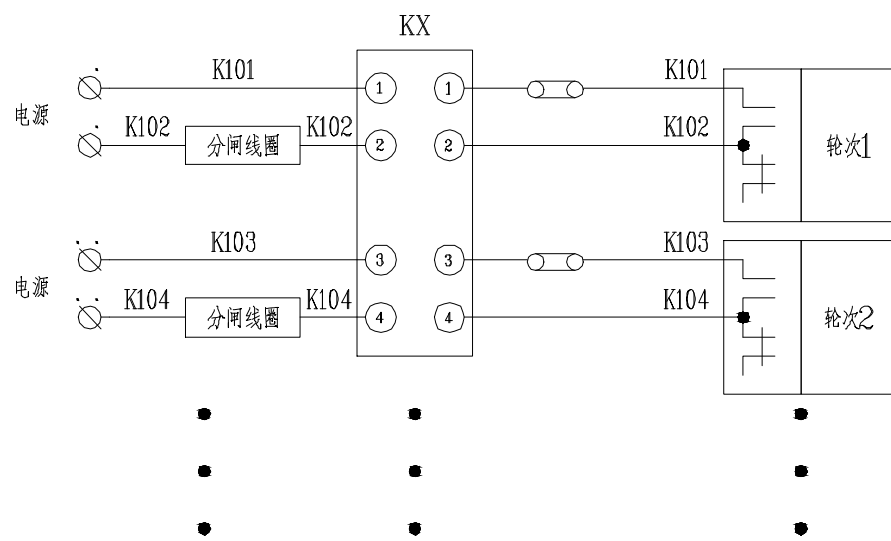 KX
K101 K101
电源
① ①
K102 分闸线圈 K102 ② ② K102 轮次1
K103 ③ ③ K103
电源
K104 分闸线圈 K104 ④ ④ K104 轮次2